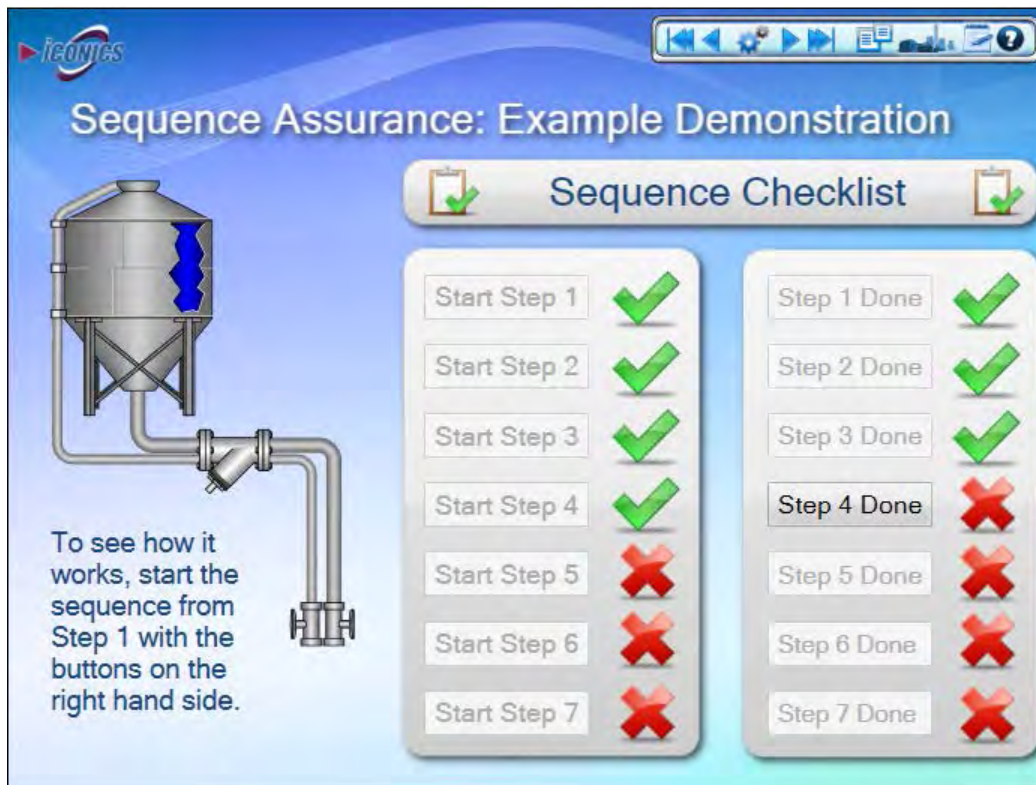 ICONICS
?
Sequence Assurance: Example Demonstration
Sequence Checklist
Start Step 1
Start Step 2
Start Step 3
Start Step 4
Start Step 5
Start Step 6
Start Step 7
Step 1 Done
Step 2 Done
Step 3 Done
Step 4 Done
Step 5 Done
Step 6 Done
Step 7 Done
To see how it
works, start the
sequence from
Step 1 with the
buttons on the
right hand side.